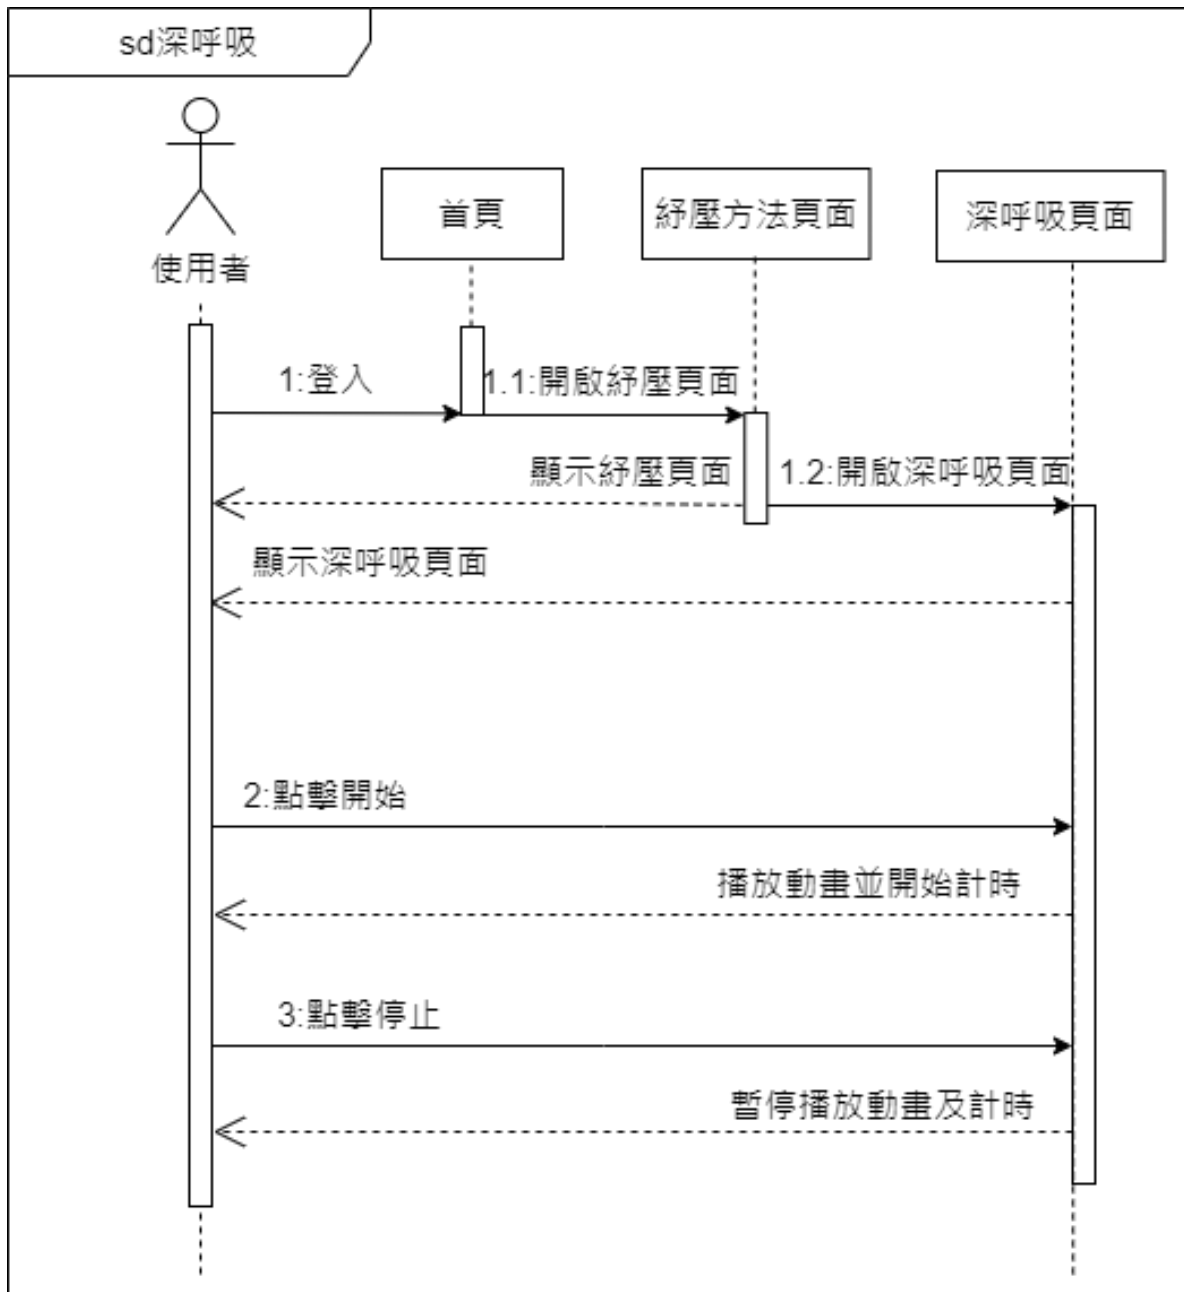 sd深呼吸
使用者
首頁
紓壓方法頁面
深呼吸頁面
1:登入
1.1:開啟紓壓頁面
顯示紓壓頁面
1.2:開啟深呼吸頁面
顯示深呼吸頁面
2:點擊開始
播放動畫並開始計時
3:點擊停止
暫停播放動畫及計時